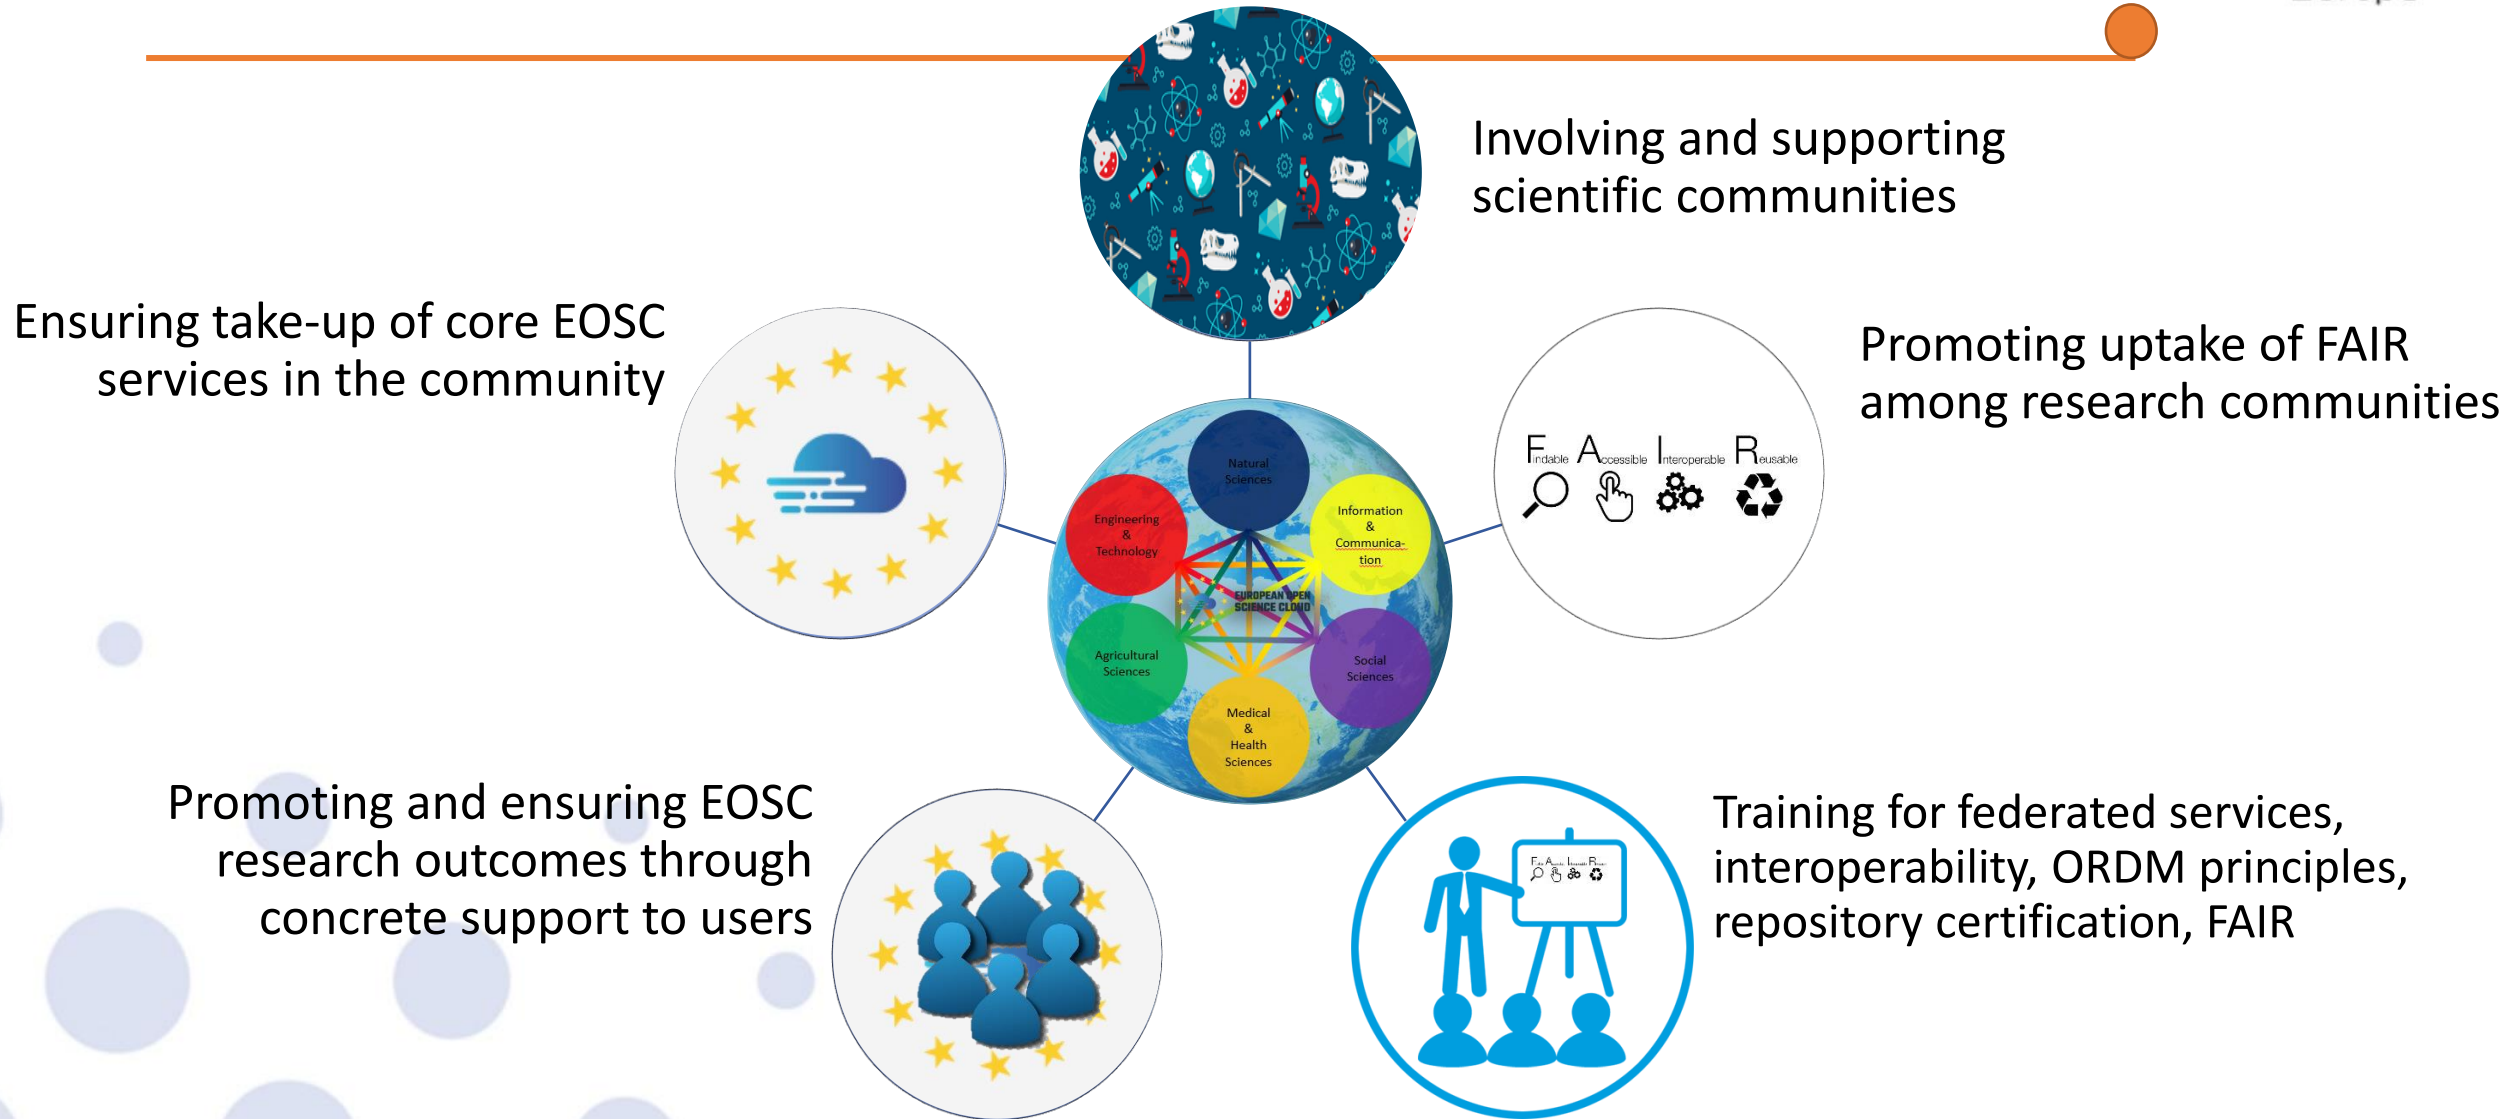 Involving and supporting
scientific communities
Ensuring take-up of core EOSC
services in the community
Promoting uptake of FAIR
among research communities
Findable Accessible Interoperable Reusable
Natural
Sciences
Engineering
&
Technology
Information
&
Communica-
tion
EUROPEAN OPEN
SCIENCE CLOUD
Agricultural
Sciences
Social
Sciences
Medical
&
Health
Sciences
Promoting and ensuring EOSC
research outcomes through
concrete support to users
Training for federated services,
interoperability, ORDM principles,
repository certification, FAIR